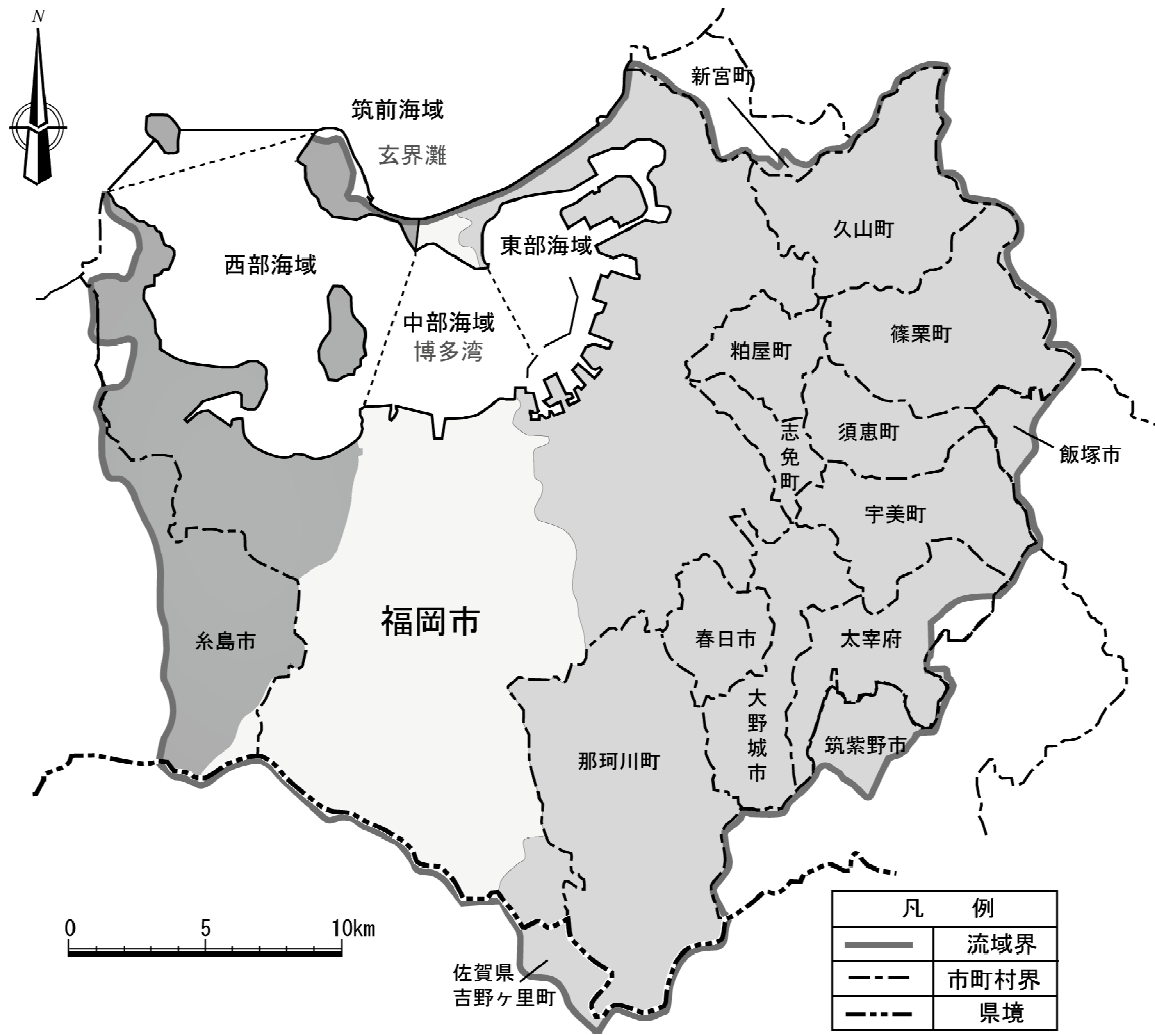 N
新宮町
筑前海域
玄界灘
久山町
東部海域
西部海域
中部海域
博多湾
篠栗町
粕屋町
志免町
須恵町
飯塚市
宇美町
福岡市
糸島市
春日市
太宰府
大野城市
筑紫野市
那珂川町
0 5 10km
佐賀県
吉野ヶ里町
凡 例
流域界
市町村界
県境